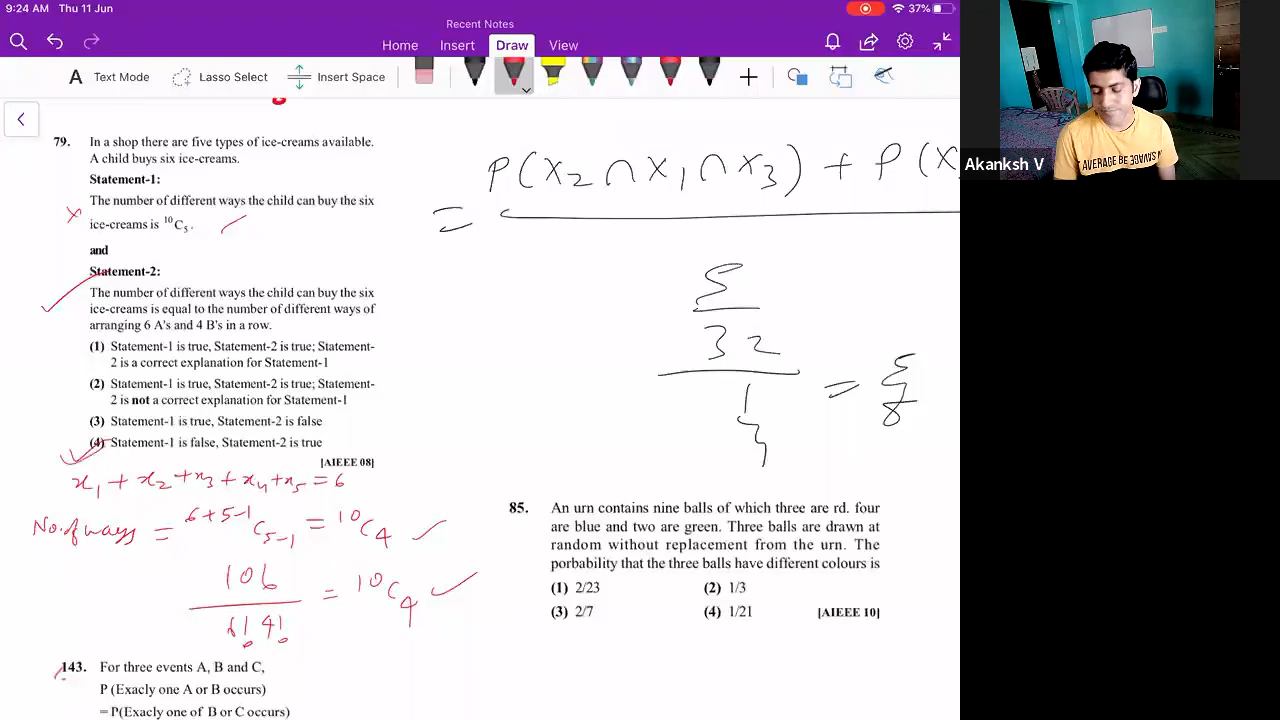 9:24 AM Thu 11 Jun
37%
Recent Notes
Home Insert Draw View
A Text Mode Lasso Select Insert Space
79. In a shop there are five types of ice-creams available.
A child buys six ice-creams.
Statement-1:
The number of different ways the child can buy the six
ice-creams is ¹⁰C₅.
and
Statement-2:
The number of different ways the child can buy the six
ice-creams is equal to the number of different ways of
arranging 6 A's and 4 B's in a row.
(1) Statement-1 is true, Statement-2 is true; Statement-
2 is a correct explanation for Statement-1
(2) Statement-1 is true, Statement-2 is true; Statement-
2 is not a correct explanation for Statement-1
(3) Statement-1 is true, Statement-2 is false
(4) Statement-1 is false, Statement-2 is true
[AIEEE 08]
x₁ + x₂ + x₃ + x₄ + x₅ = 6
No. of ways = ⁶⁺⁵⁻¹C₅₋₁ = ¹⁰C₄
10!
6! 4!
= ¹⁰C₄
143. For three events A, B and C,
P (Exacly one A or B occurs)
= P(Exacly one of B or C occurs)
P(X₂ ∩ X₁ ∩ X₃) + P(X
=
5
32
1
4
= 5
8
85. An urn contains nine balls of which three are rd. four
are blue and two are green. Three balls are drawn at
random without replacement from the urn. The
porbability that the three balls have different colours is
(1) 2/23 (2) 1/3
(3) 2/7 (4) 1/21 [AIEEE 10]
Akanksh V
AVERAGE BE